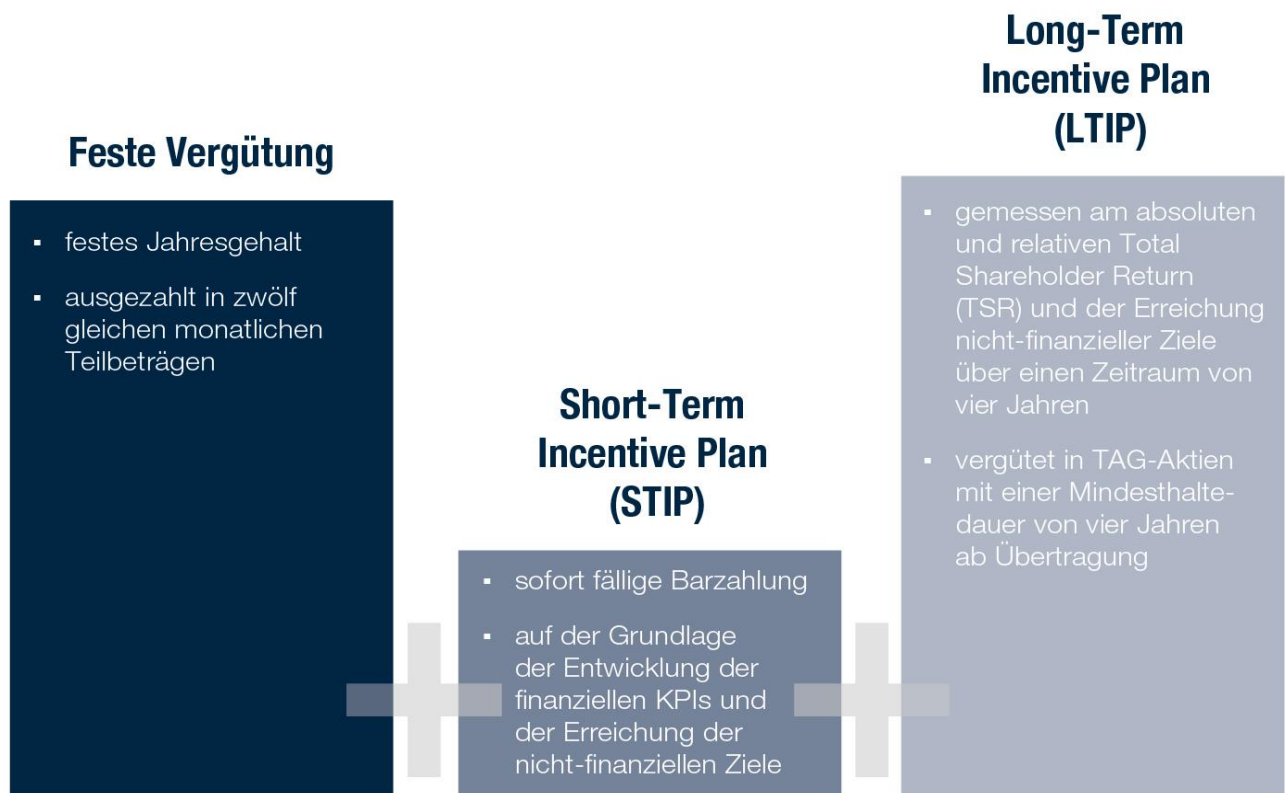 Feste Vergütung
▪ festes Jahresgehalt
▪ ausgezahlt in zwölf
gleichen monatlichen
Teilbeträgen
Short-Term
Incentive Plan
(STIP)
▪ sofort fällige Barzahlung
▪ auf der Grundlage
der Entwicklung der
finanziellen KPIs und
der Erreichung der
nicht-finanziellen Ziele
Long-Term
Incentive Plan
(LTIP)
▪ gemessen am absoluten
und relativen Total
Shareholder Return
(TSR) und der Erreichung
nicht-finanzieller Ziele
über einen Zeitraum von
vier Jahren
▪ vergütet in TAG-Aktien
mit einer Mindesthalte-
dauer von vier Jahren
ab Übertragung